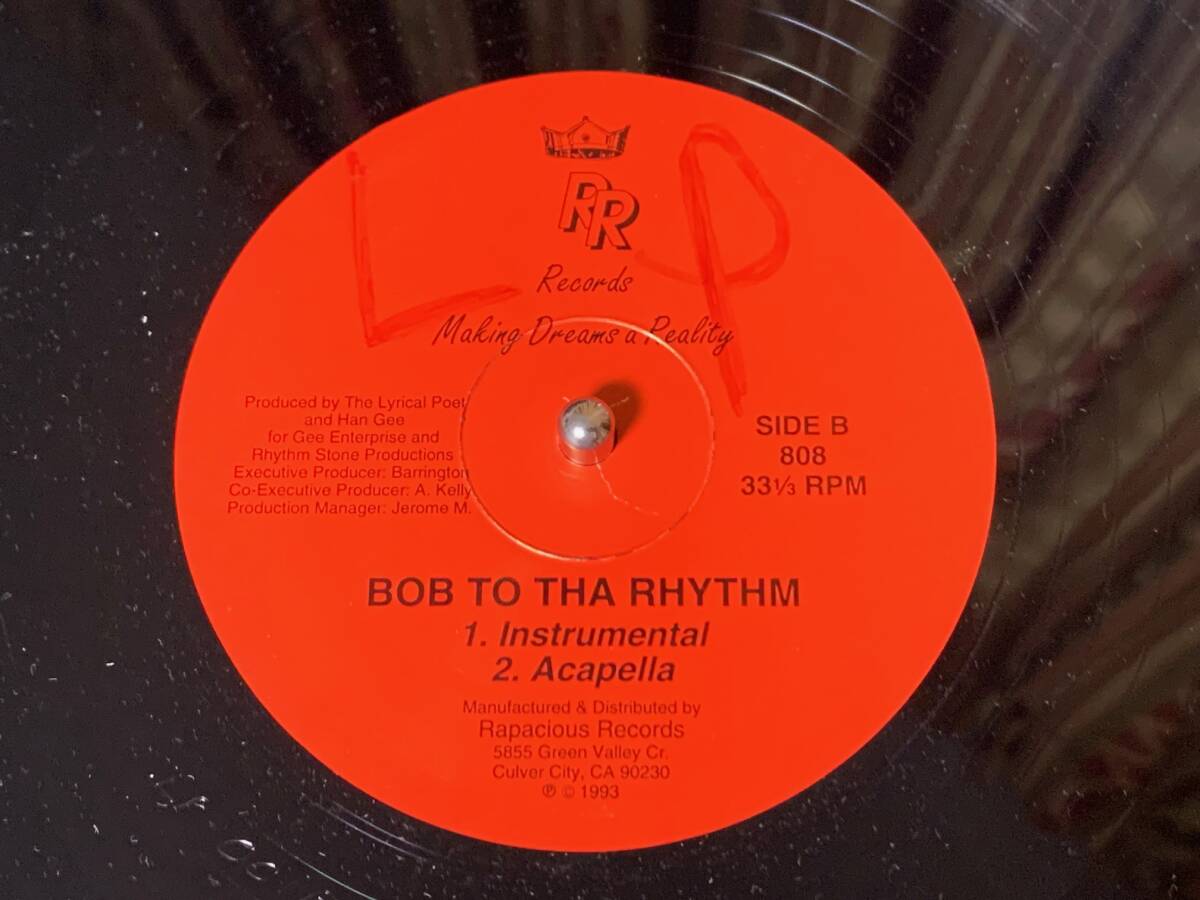 L P
RR
Records
Making Dreams a Reality
Produced by The Lyrical Poet
and Han Gee
for Gee Enterprise and
Rhythm Stone Productions
Executive Producer: Barrington
Co-Executive Producer: A. Kelly
Production Manager: Jerome M.
SIDE B
808
33 1/3 RPM
BOB TO THA RHYTHM
1. Instrumental
2. Acapella
Manufactured & Distributed by
Rapacious Records
5855 Green Valley Cr.
Culver City, CA 90230
℗ © 1993